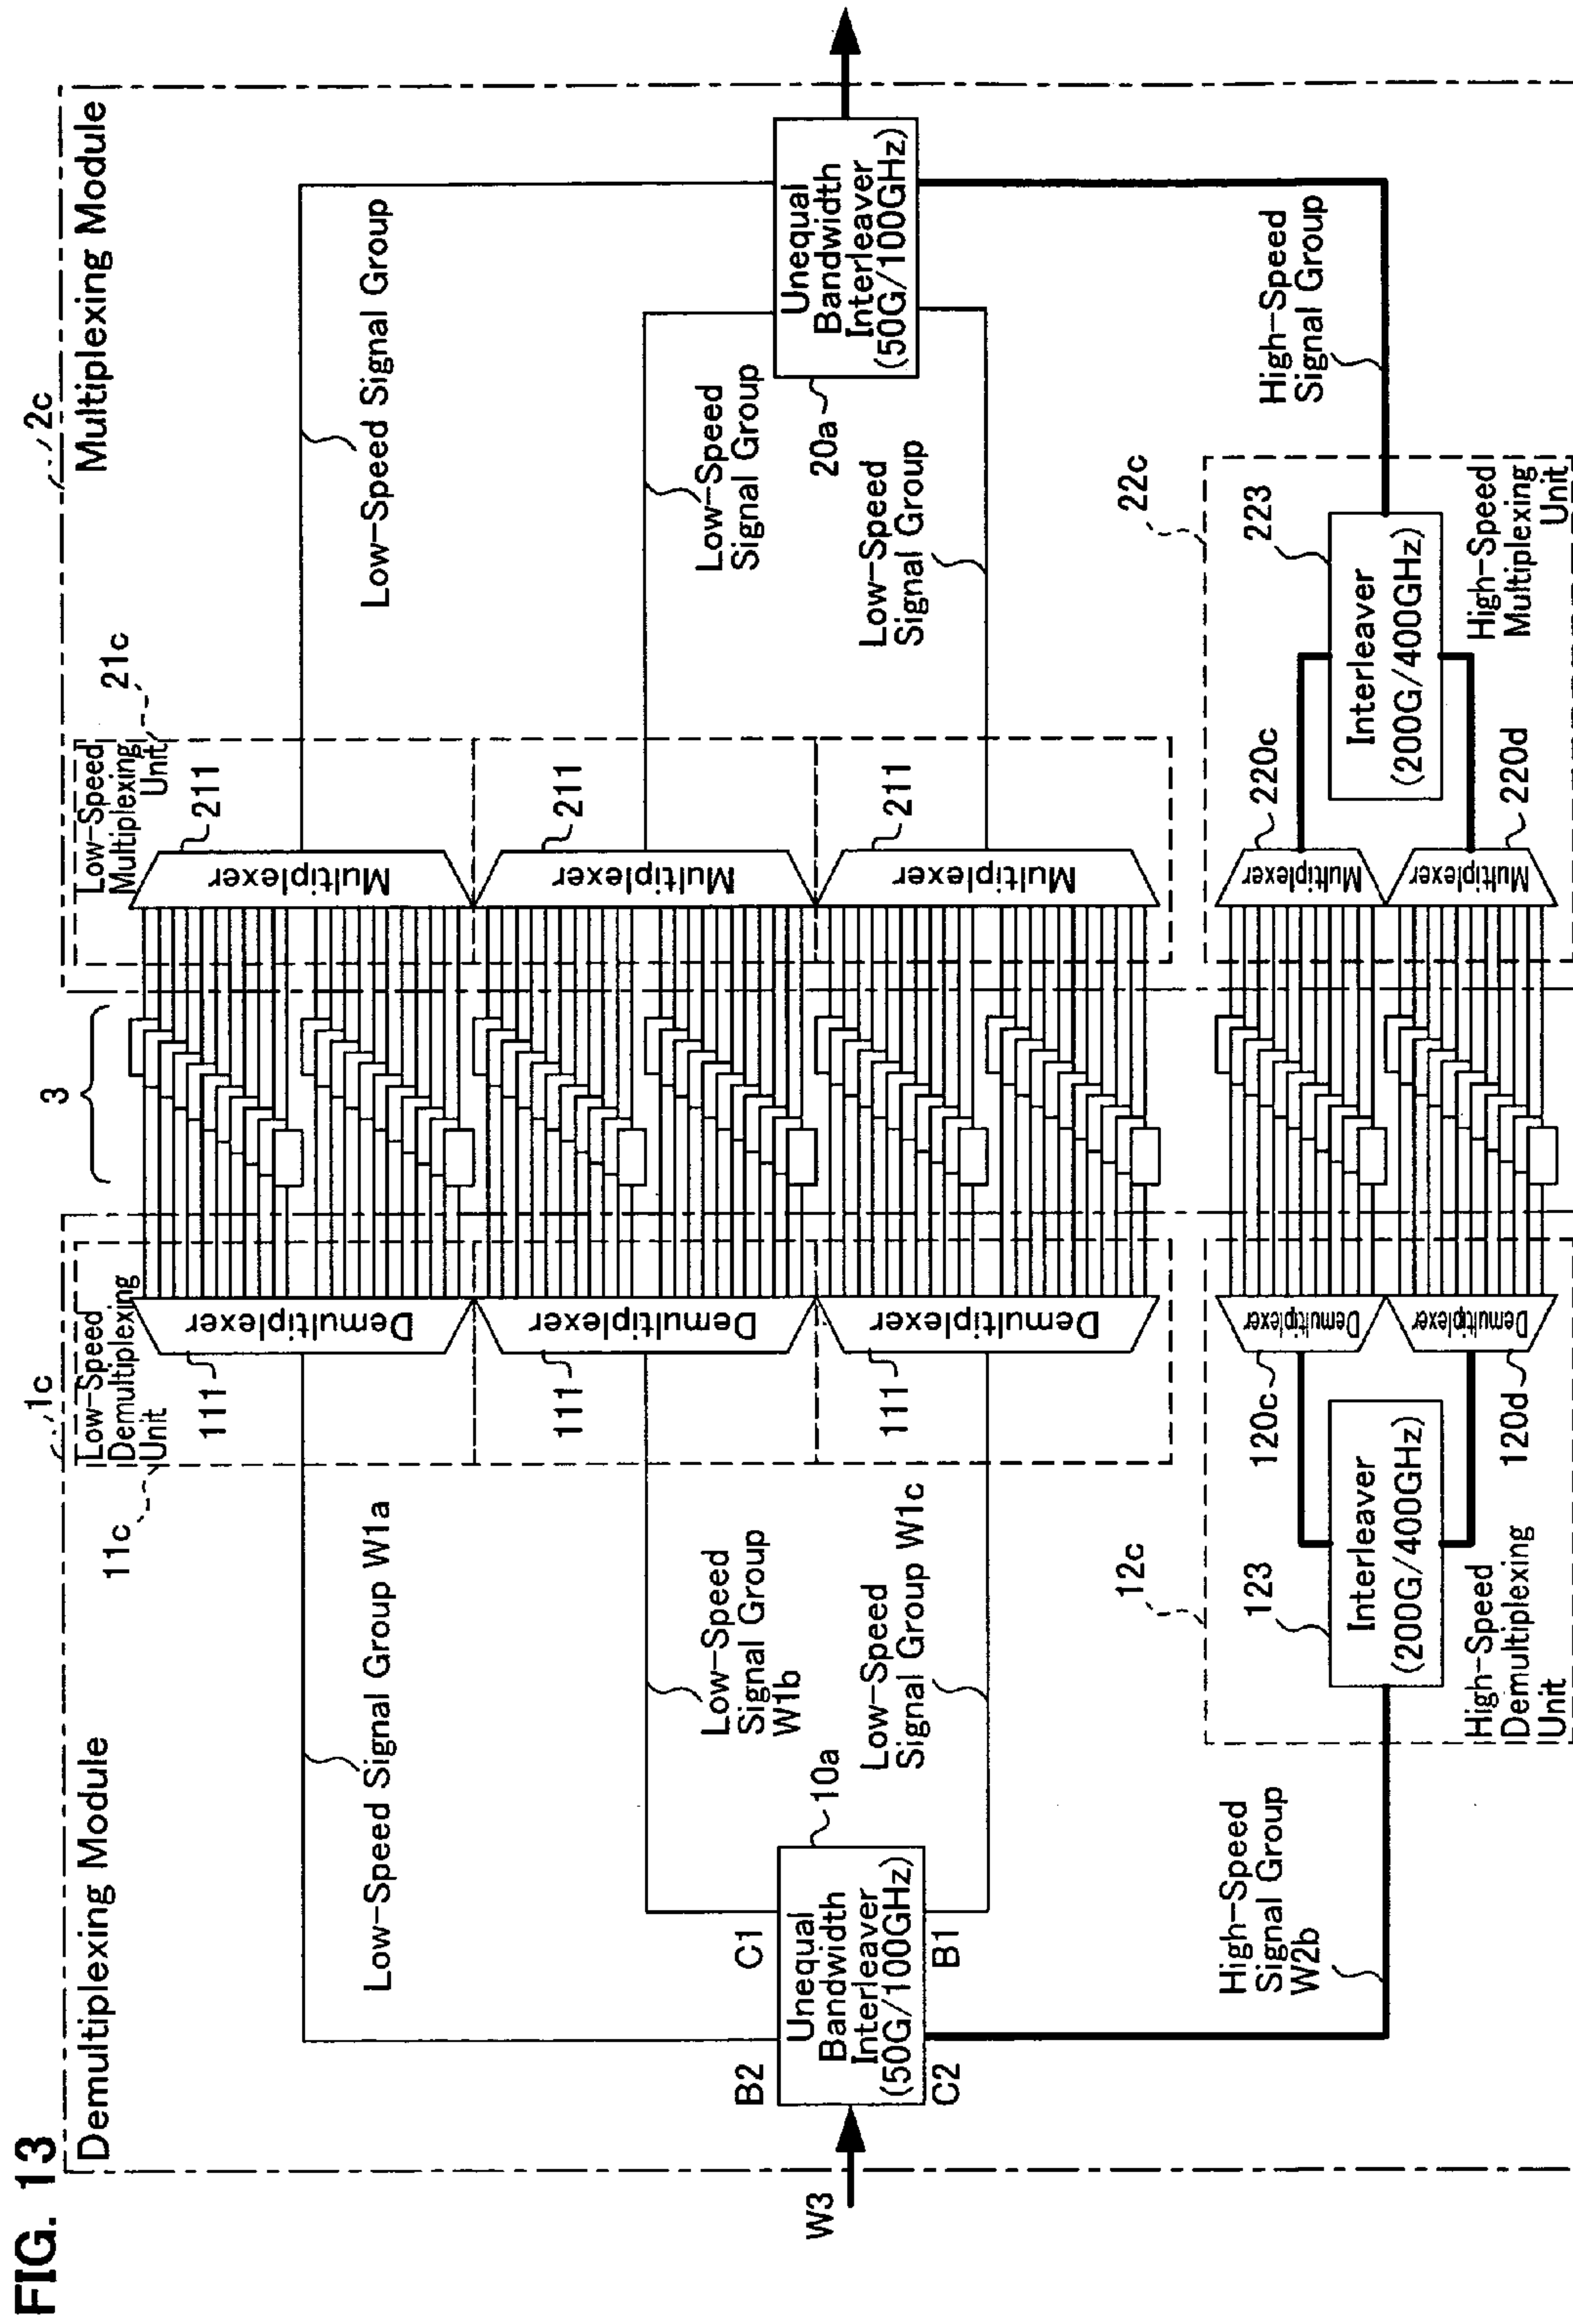 FIG. 13
Demultiplexing Module
1c
Multiplexing Module
2c
3
Low-Speed
Demultiplexing
Unit
11c
Low-Speed
Multiplexing
Unit
21c
Low-Speed Signal Group W1a
111
Demultiplexer
Multiplexer
211
Low-Speed Signal Group
Low-Speed
Signal Group
W1b
111
Demultiplexer
Multiplexer
211
Low-Speed
Signal Group
Low-Speed
Signal Group W1c
111
Demultiplexer
Multiplexer
211
Low-Speed
Signal Group
W3
B2
C1
Unequal
Bandwidth
Interleaver
(50G/100GHz)
10a
C2
B1
Unequal
Bandwidth
Interleaver
(50G/100GHz)
20a
High-Speed
Signal Group
W2b
12c
123
Interleaver
(200G/400GHz)
High-Speed
Demultiplexing
Unit
120c
Demultiplexer
120d
Demultiplexer
Multiplexer
220c
Multiplexer
220d
22c
223
Interleaver
(200G/400GHz)
High-Speed
Multiplexing
Unit
High-Speed
Signal Group